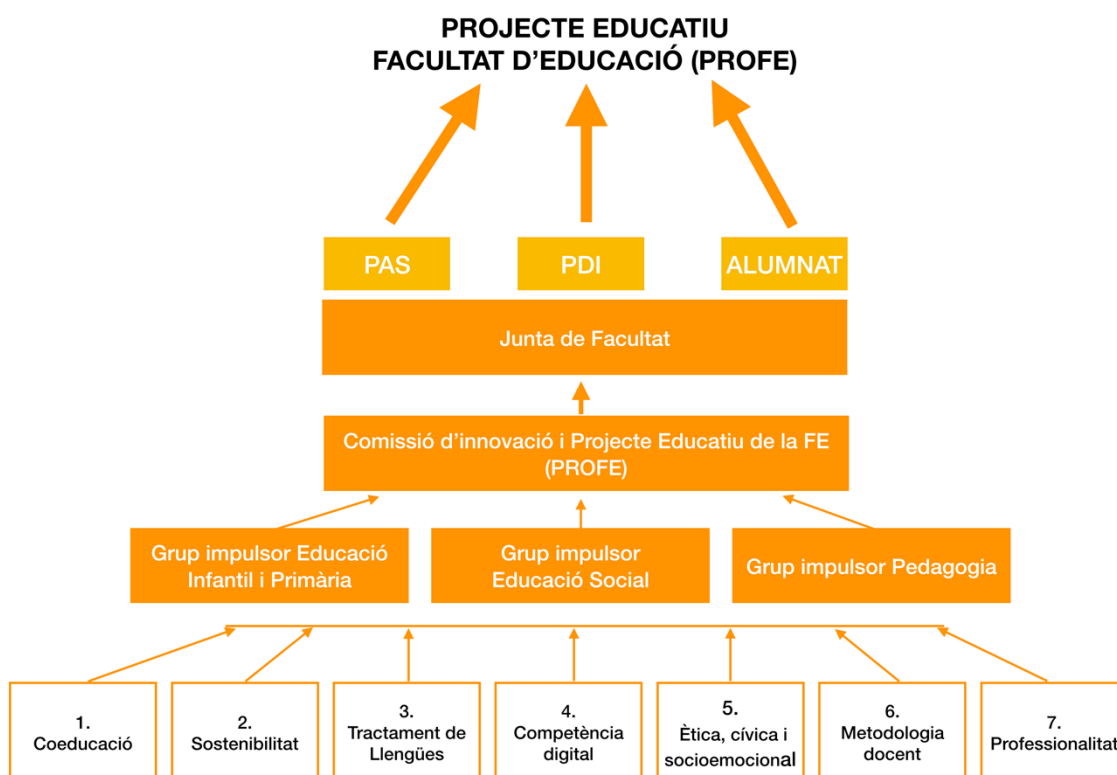 PROJECTE EDUCATIU
FACULTAT D'EDUCACIÓ (PROFE)
PAS
PDI
ALUMNAT
Junta de Facultat
Comissió d'innovació i Projecte Educatiu de la FE
(PROFE)
Grup impulsor Educació
Infantil i Primària
Grup impulsor
Educació Social
Grup impulsor Pedagogia
1.
Coeducació
2.
Sostenibilitat
3.
Tractament de
Llengües
4.
Competència
digital
5.
Ètica, cívica i
socioemocional
6.
Metodologia
docent
7.
Professionalitat